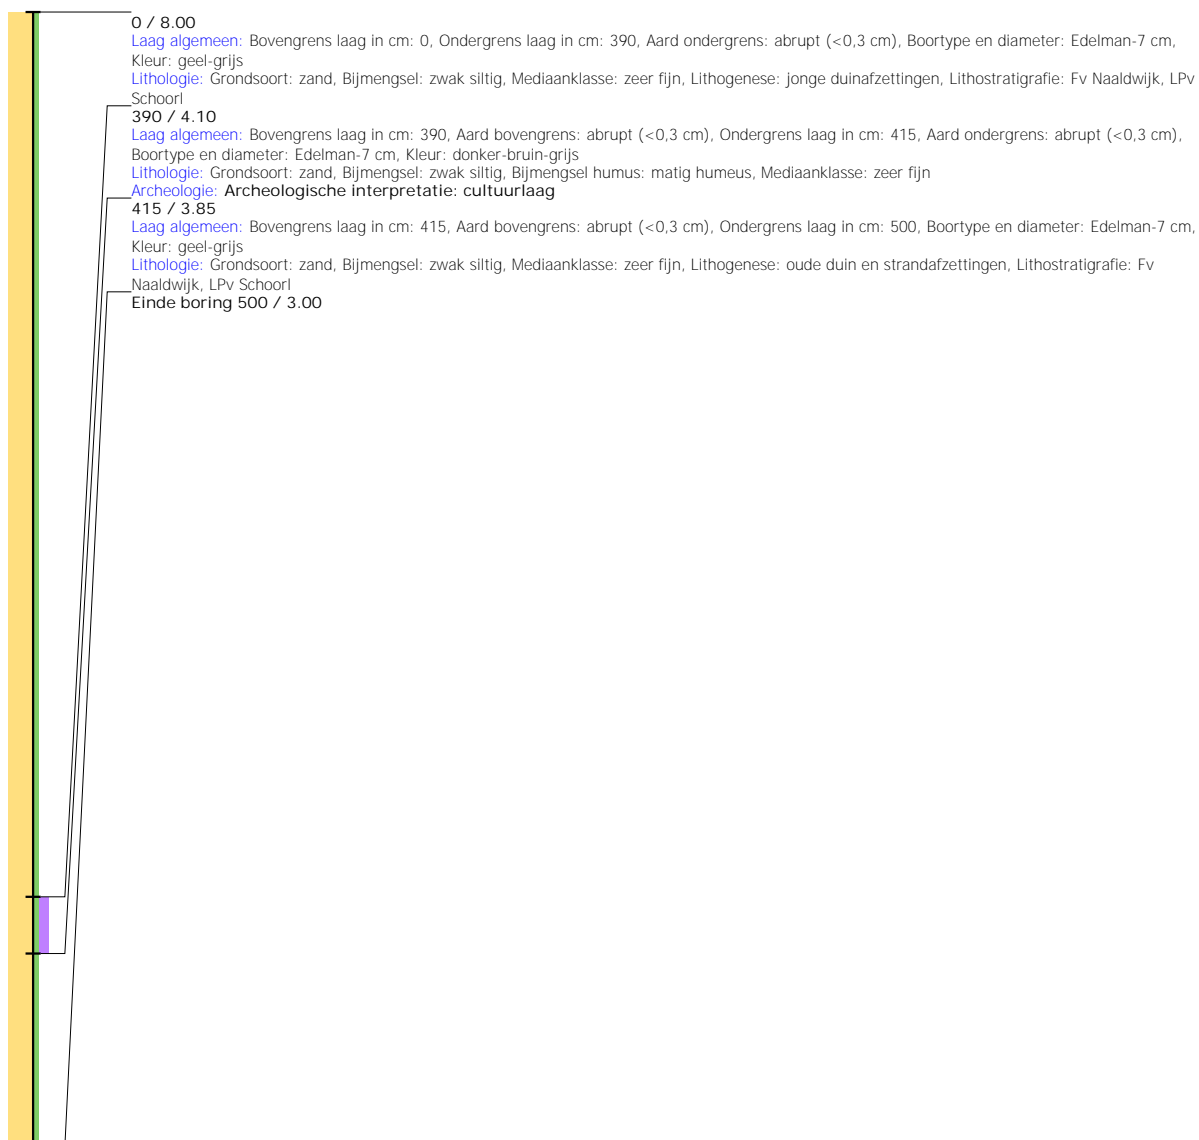 0 / 8.00
Laag algemeen: Bovengrens laag in cm: 0, Ondergrens laag in cm: 390, Aard ondergrens: abrupt (<0,3 cm), Boortype en diameter: Edelman-7 cm,
Kleur: geel-grijs
Lithologie: Grondsoort: zand, Bijmengsel: zwak siltig, Mediaanklasse: zeer fijn, Lithogenese: jonge duinafzettingen, Lithostratigrafie: Fv Naaldwijk, LPv
Schoorl
390 / 4.10
Laag algemeen: Bovengrens laag in cm: 390, Aard bovengrens: abrupt (<0,3 cm), Ondergrens laag in cm: 415, Aard ondergrens: abrupt (<0,3 cm),
Boortype en diameter: Edelman-7 cm, Kleur: donker-bruin-grijs
Lithologie: Grondsoort: zand, Bijmengsel: zwak siltig, Bijmengsel humus: matig humeus, Mediaanklasse: zeer fijn
Archeologie: Archeologische interpretatie: cultuurlaag
415 / 3.85
Laag algemeen: Bovengrens laag in cm: 415, Aard bovengrens: abrupt (<0,3 cm), Ondergrens laag in cm: 500, Boortype en diameter: Edelman-7 cm,
Kleur: geel-grijs
Lithologie: Grondsoort: zand, Bijmengsel: zwak siltig, Mediaanklasse: zeer fijn, Lithogenese: oude duin en strandafzettingen, Lithostratigrafie: Fv
Naaldwijk, LPv Schoorl
Einde boring 500 / 3.00